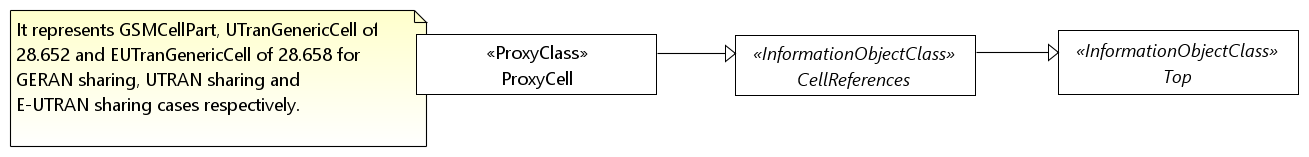 It represents GSMCellPart, UTranGenericCell of
28.652 and EUTranGenericCell of 28.658 for
GERAN sharing, UTRAN sharing and
E-UTRAN sharing cases respectively.
«ProxyClass»
ProxyCell
«InformationObjectClass»
CellReferences
«InformationObjectClass»
Top